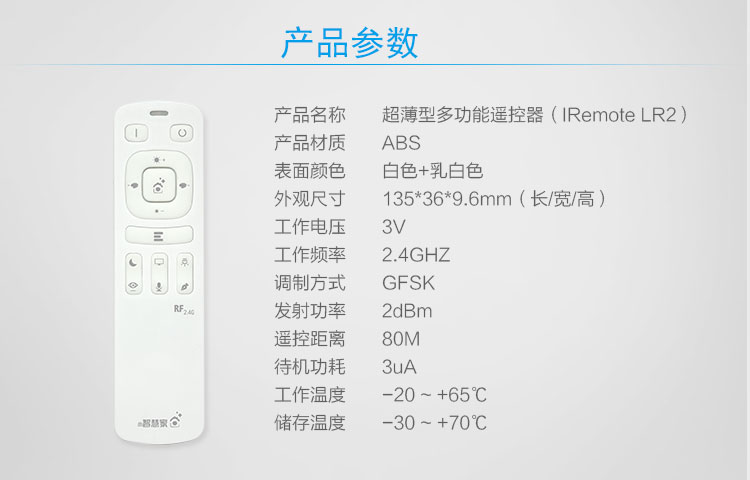 产品参数
产品名称 超薄型多功能遥控器（IRemote LR2）
产品材质 ABS
表面颜色 白色+乳白色
外观尺寸 135*36*9.6mm（长/宽/高）
工作电压 3V
工作频率 2.4GHZ
调制方式 GFSK
发射功率 2dBm
遥控距离 80M
待机功耗 3uA
工作温度 −20 ~ +65℃
储存温度 −30 ~ +70℃
RF2.4G
智慧家